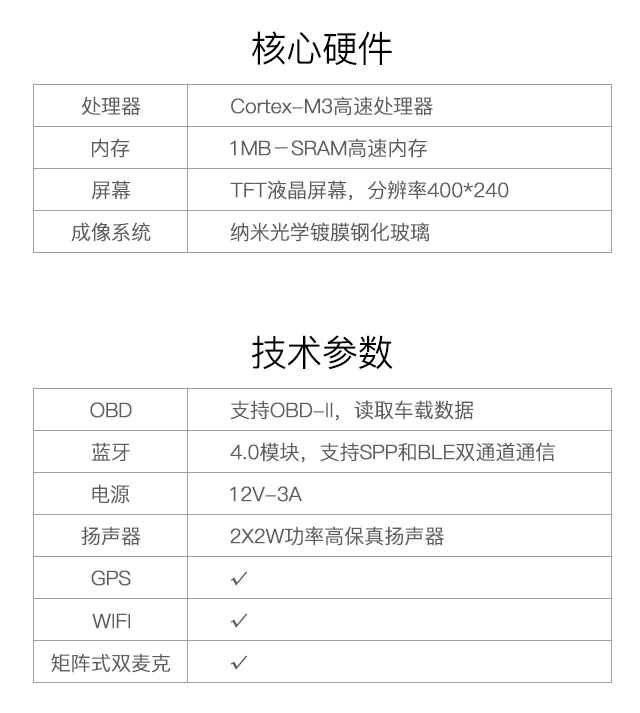 核心硬件
处理器 Cortex-M3高速处理器
内存 1MB-SRAM高速内存
屏幕 TFT液晶屏幕，分辨率400*240
成像系统 纳米光学镀膜钢化玻璃
技术参数
OBD 支持OBD-II，读取车载数据
蓝牙 4.0模块，支持SPP和BLE双通道通信
电源 12V-3A
扬声器 2X2W功率高保真扬声器
GPS ✓
WIFI ✓
矩阵式双麦克 ✓